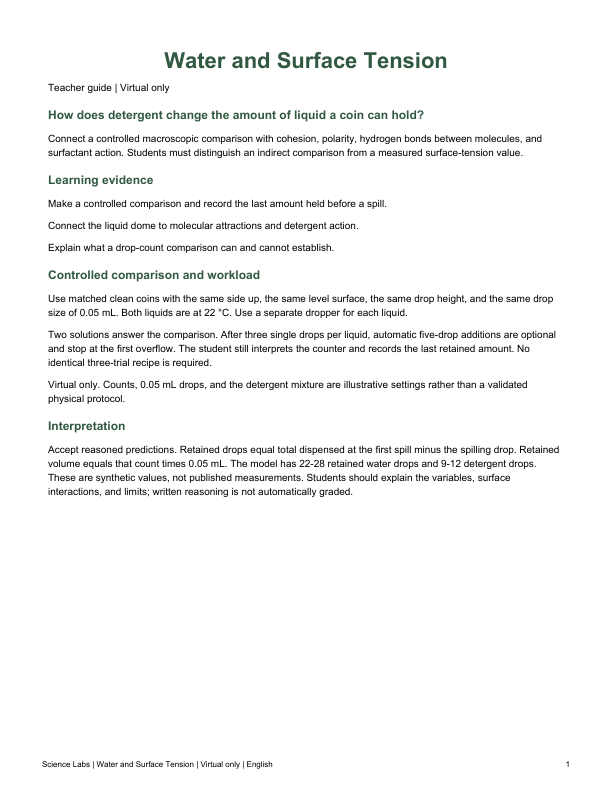 Water and Surface Tension
Teacher guide | Virtual only
How does detergent change the amount of liquid a coin can hold?
Connect a controlled macroscopic comparison with cohesion, polarity, hydrogen bonds between molecules, and
surfactant action. Students must distinguish an indirect comparison from a measured surface-tension value.
Learning evidence
Make a controlled comparison and record the last amount held before a spill.
Connect the liquid dome to molecular attractions and detergent action.
Explain what a drop-count comparison can and cannot establish.
Controlled comparison and workload
Use matched clean coins with the same side up, the same level surface, the same drop height, and the same drop
size of 0.05 mL. Both liquids are at 22 °C. Use a separate dropper for each liquid.
Two solutions answer the comparison. After three single drops per liquid, automatic five-drop additions are optional
and stop at the first overflow. The student still interprets the counter and records the last retained amount. No
identical three-trial recipe is required.
Virtual only. Counts, 0.05 mL drops, and the detergent mixture are illustrative settings rather than a validated
physical protocol.
Interpretation
Accept reasoned predictions. Retained drops equal total dispensed at the first spill minus the spilling drop. Retained
volume equals that count times 0.05 mL. The model has 22-28 retained water drops and 9-12 detergent drops.
These are synthetic values, not published measurements. Students should explain the variables, surface
interactions, and limits; written reasoning is not automatically graded.
Science Labs | Water and Surface Tension | Virtual only | English
1